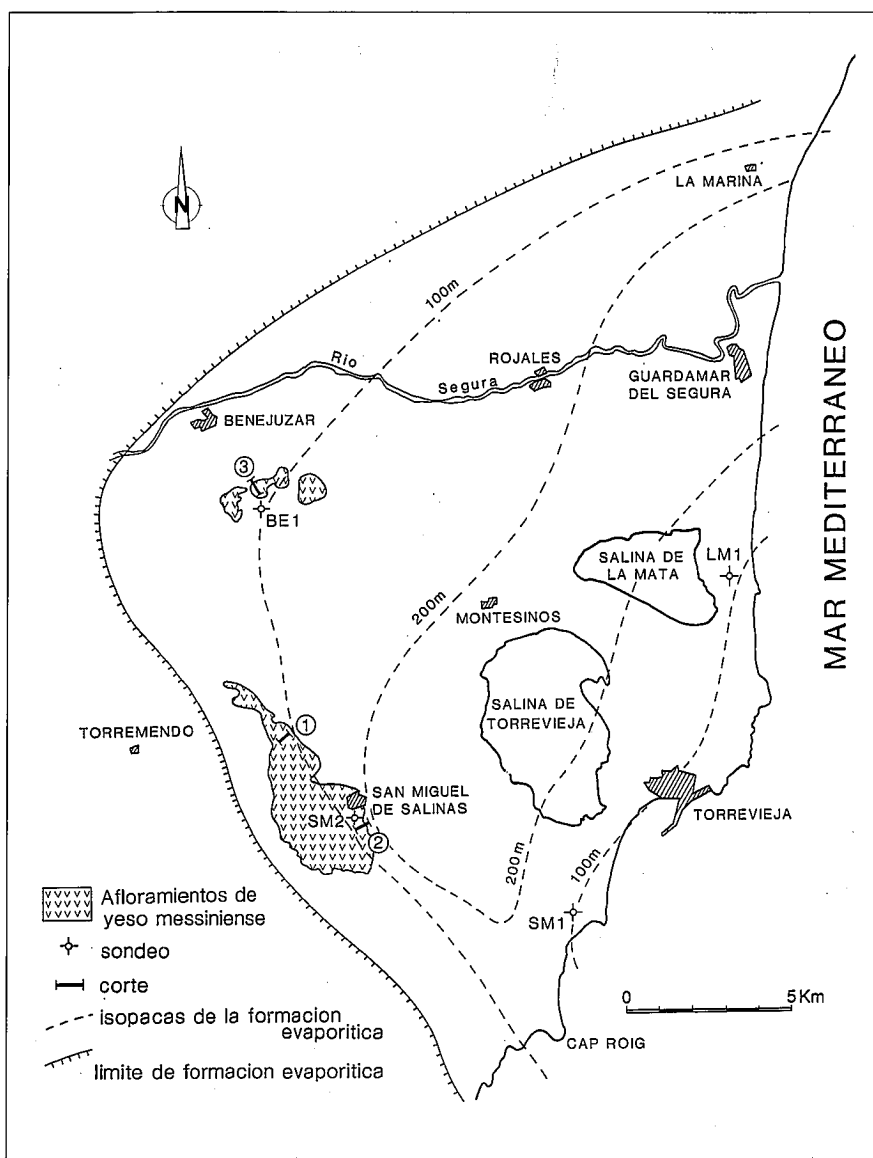 N
LA MARINA
100m
Rio
Segura
ROJALES
GUARDAMAR
DEL SEGURA
BENEJUZAR
MAR MEDITERRANEO
3
BE1
SALINA DE
LA MATA
LM1
200m
MONTESINOS
SALINA DE
TORREVIEJA
1
TORREMENDO
SAN MIGUEL
DE SALINAS
SM2
2
TORREVIEJA
200m
100m
SM1
Afloramientos de
yeso messiniense
sondeo
corte
isopacas de la formacion
evaporitica
limite de formacion evaporitica
0 5Km
CAP ROIG